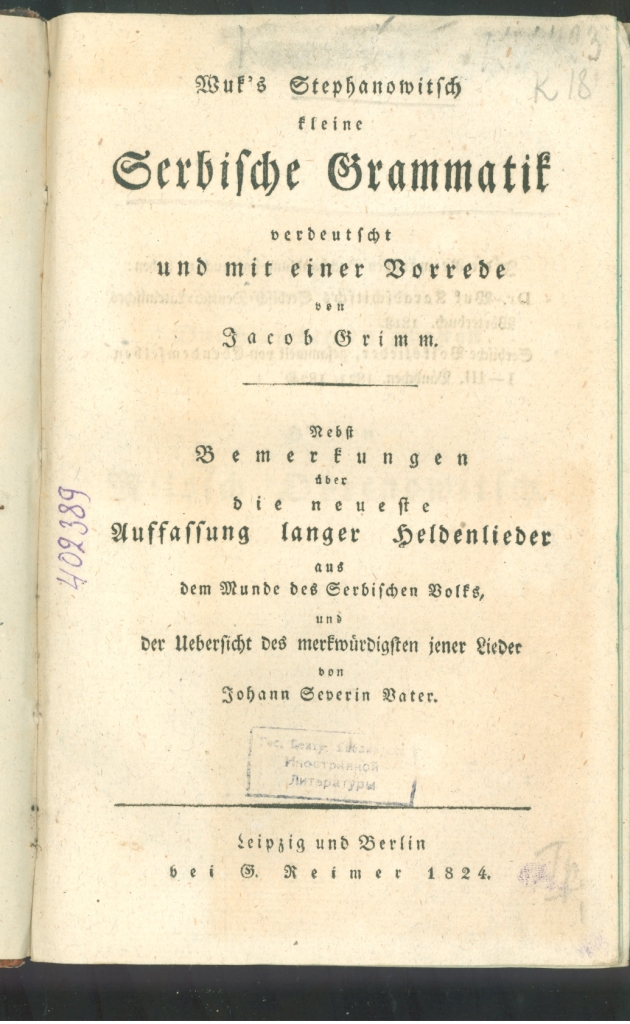 K 18
Wuk's Stephanowitsch
kleine
Serbische Grammatik
verdeutscht
und mit einer Vorrede
von
Jacob Grimm.
Nebst
Bemerkungen
über
die neueste
Auffassung langer Heldenlieder
aus
dem Munde des Serbischen Volks,
und
der Uebersicht des merkwürdigsten jener Lieder
von
Johann Severin Vater.
402389
Иностранной
Литературы
Leipzig und Berlin
bei G. Reimer 1824.